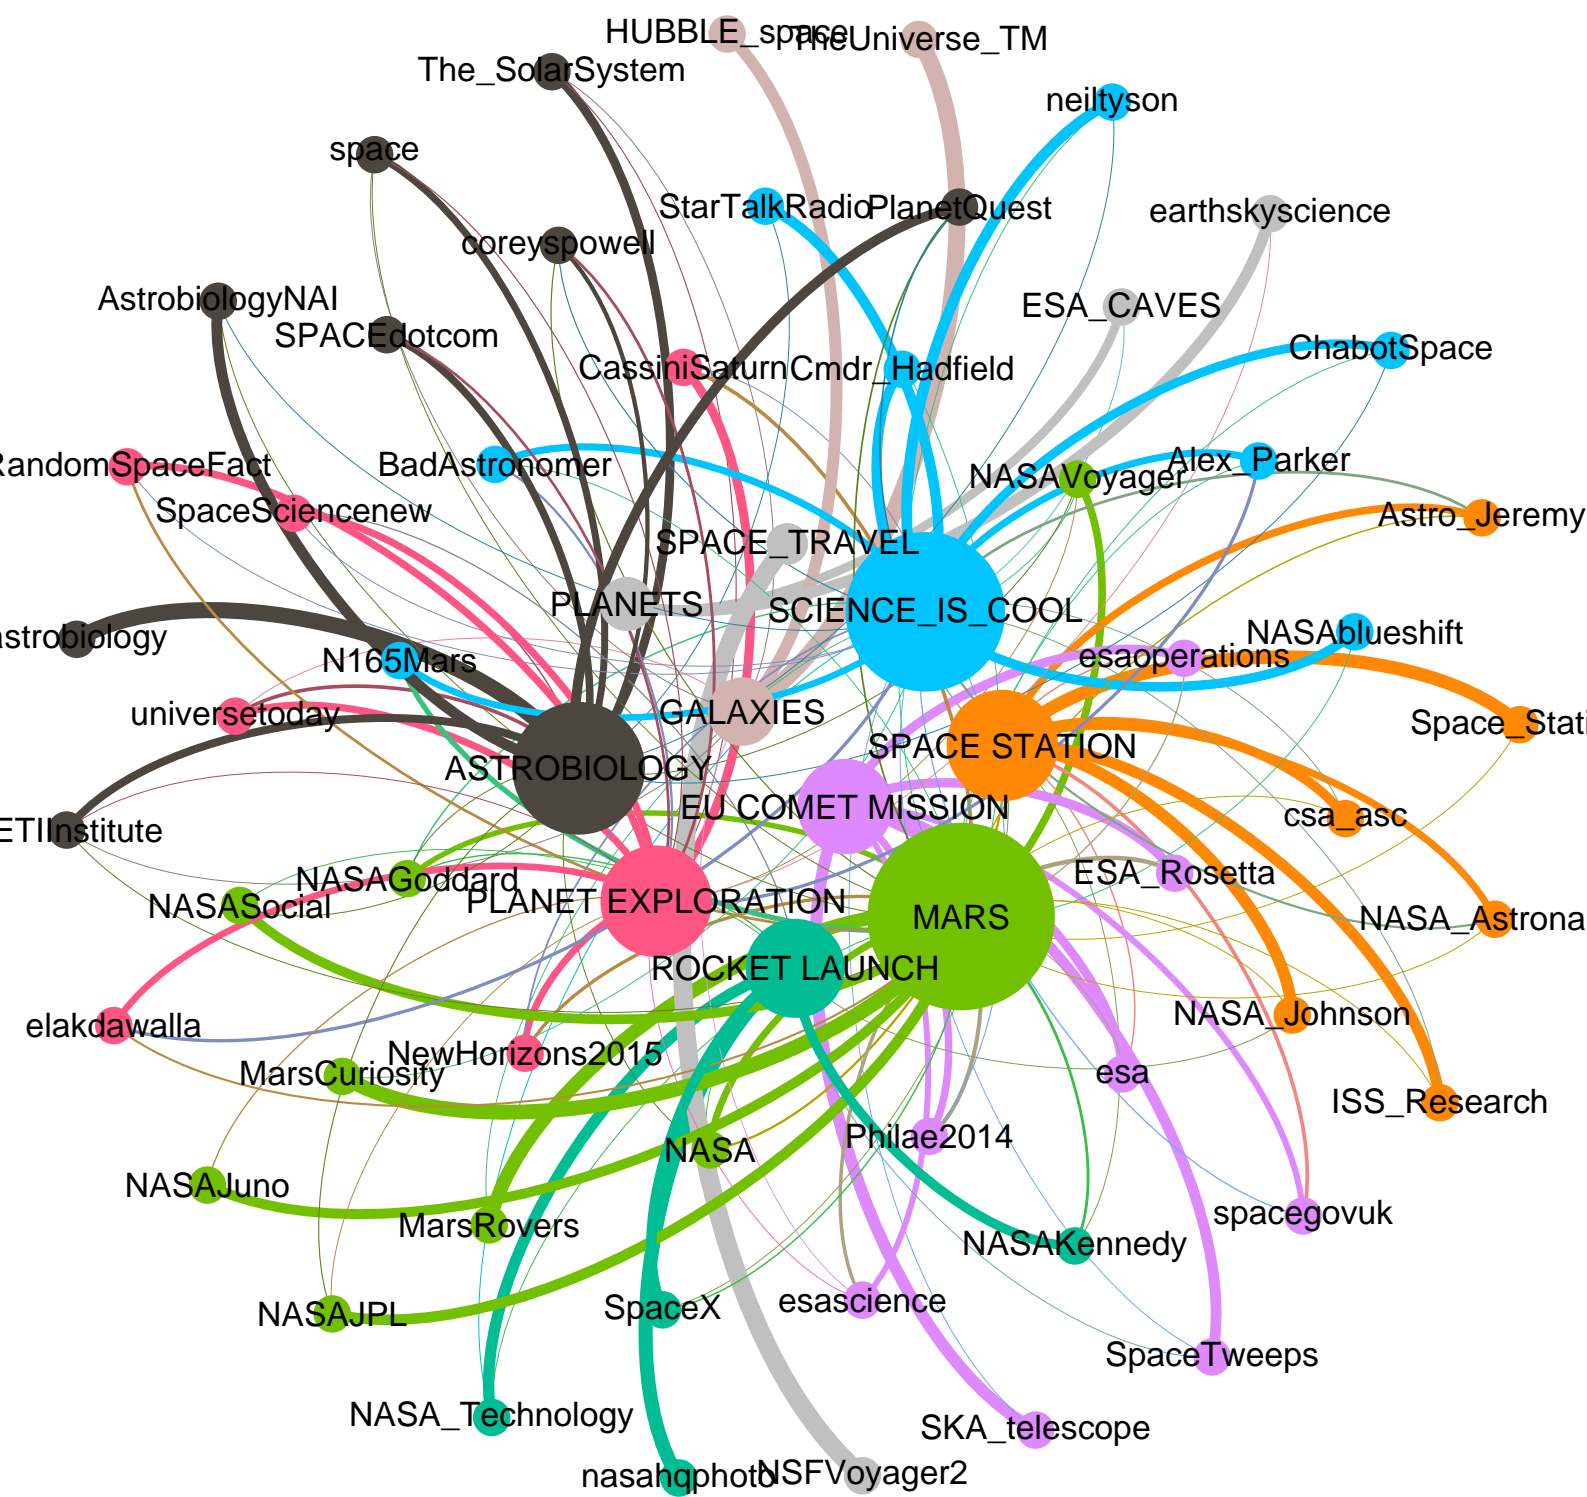 HUBBLE_space
TheUniverse_TM
The_SolarSystem
neiltyson
space
StarTalkRadio
PlanetQuest
earthskyscience
coreyspowell
AstrobiologyNAI
ESA_CAVES
SPACEdotcom
CassiniSaturn
Cmdr_Hadfield
ChabotSpace
RandomSpaceFact
BadAstronomer
NASAVoyager
Alex_Parker
SpaceSciencenew
Astro_Jeremy
SPACE_TRAVEL
PLANETS
SCIENCE_IS_COOL
astrobiology
N165Mars
esaoperations
NASAblueshift
universetoday
GALAXIES
SPACE STATION
Space_Stati
ASTROBIOLOGY
EU COMET MISSION
csa_asc
ETIInstitute
NASAGoddard
NASASocial
PLANET EXPLORATION
MARS
ESA_Rosetta
NASA_Astrona
ROCKET LAUNCH
elakdawalla
NASA_Johnson
MarsCuriosity
NewHorizons2015
esa
ISS_Research
NASA
Philae2014
NASAJuno
MarsRovers
spacegovuk
NASAKennedy
NASAJPL
SpaceX
esascience
SpaceTweeps
NASA_Technology
SKA_telescope
nasahqphoto
NSFVoyager2